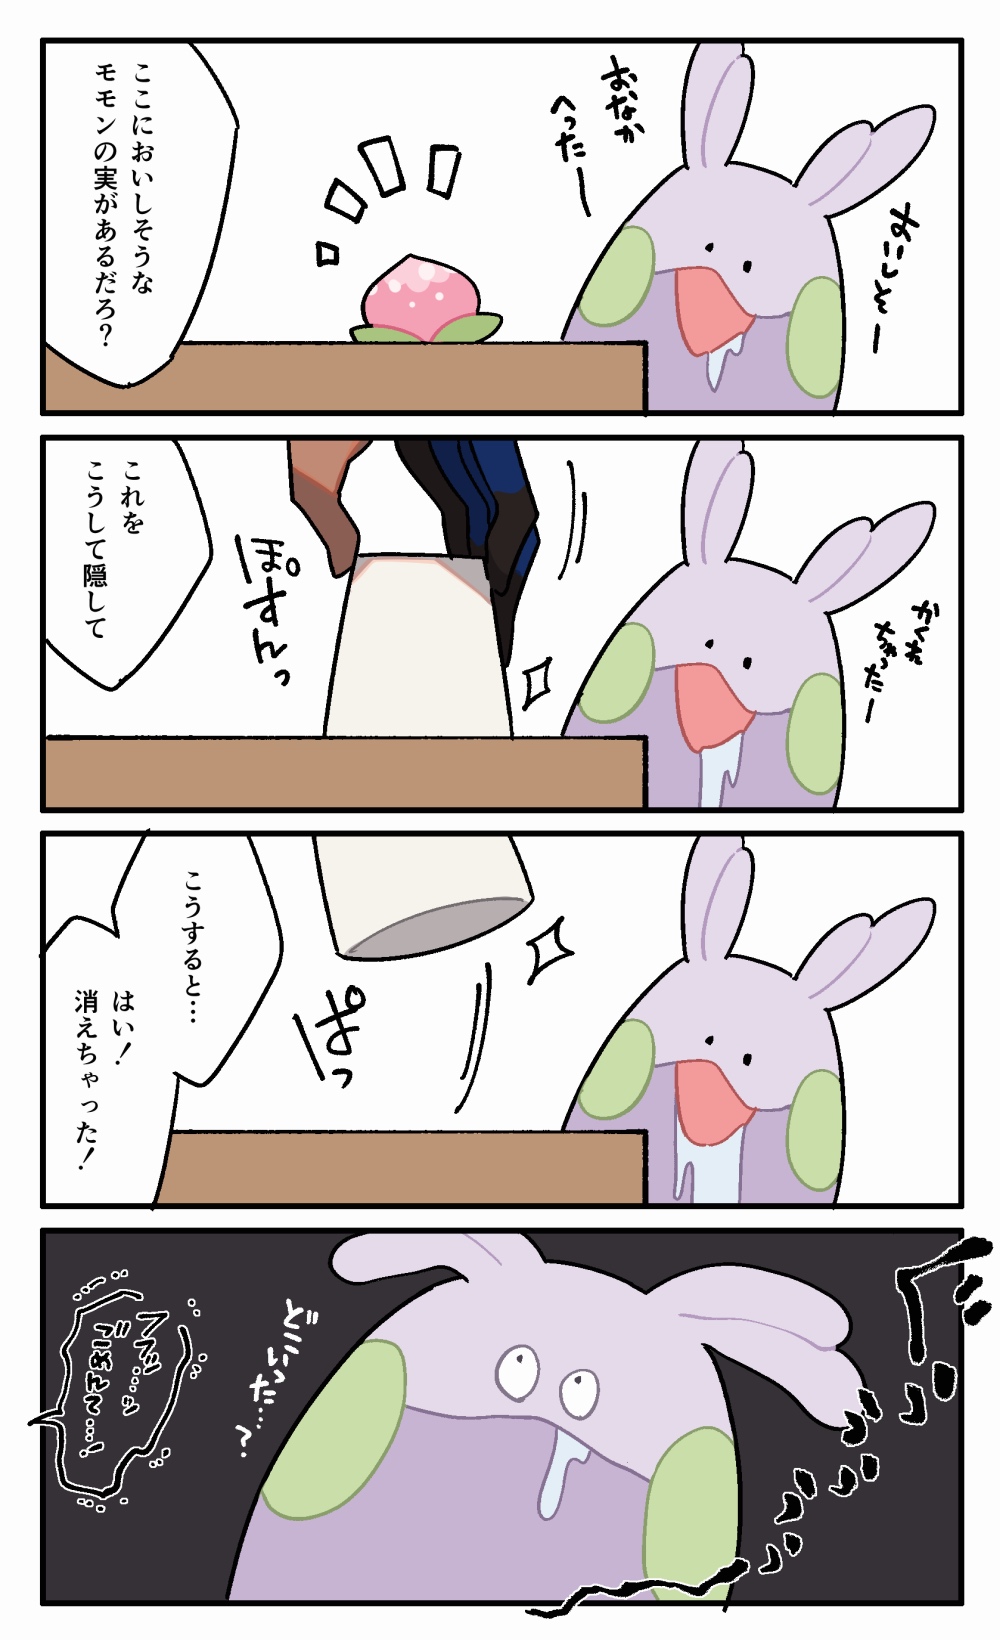 おなか
へったー
おいしそー
ここにおいしそうな
モモンの実があるだろ？
かくれ
ちゃったー
ぽすんっ
これを
こうして隠して
こうすると…
ぱっ
はい！
消えちゃった！
どこいった…？
ごめんて…！